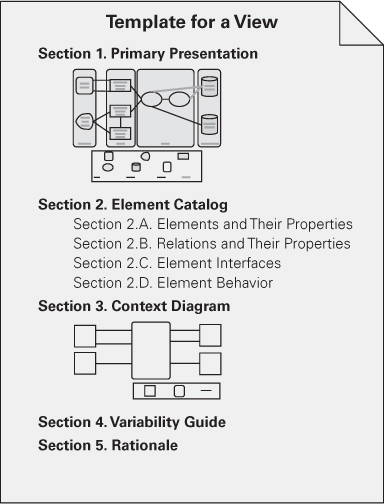 Template for a View
Section 1. Primary Presentation
Section 2. Element Catalog
Section 2.A. Elements and Their Properties
Section 2.B. Relations and Their Properties
Section 2.C. Element Interfaces
Section 2.D. Element Behavior
Section 3. Context Diagram
Section 4. Variability Guide
Section 5. Rationale